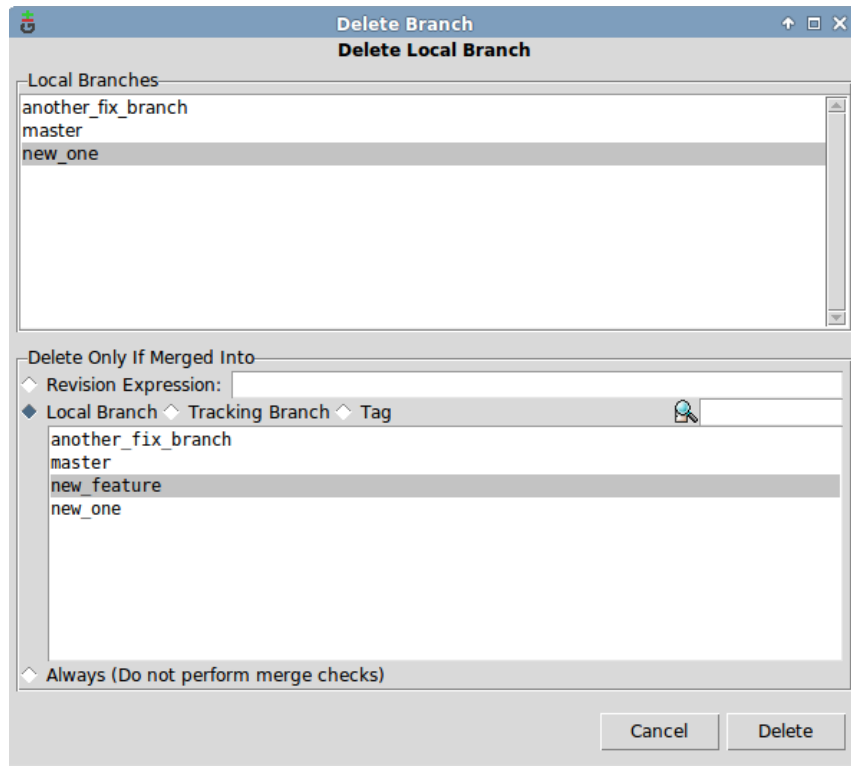 Delete Branch
Delete Local Branch
Local Branches
another_fix_branch
master
new_one
Delete Only If Merged Into
Revision Expression:
Local Branch Tracking Branch Tag
another_fix_branch
master
new_feature
new_one
Always (Do not perform merge checks)
Cancel Delete